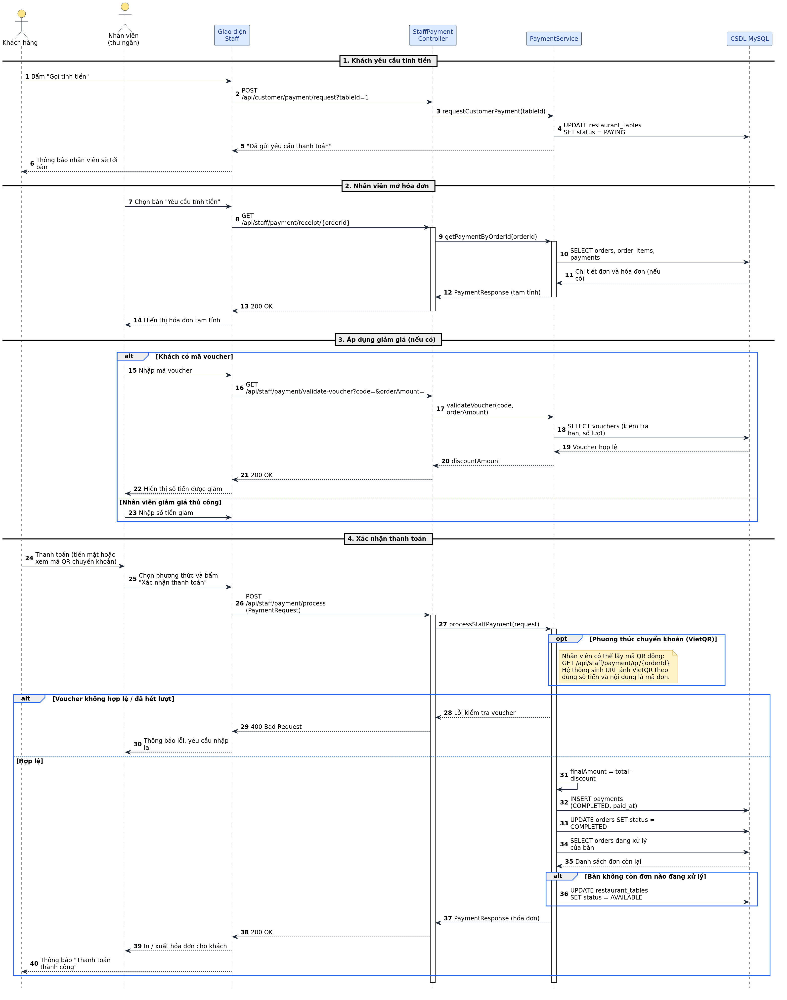 Khách hàng
Nhân viên
(thu ngân)
Giao diện
Staff
StaffPayment
Controller
PaymentService
CSDL MySQL
1. Khách yêu cầu tính tiền
1 Bấm "Gọi tính tiền"
2 POST
/api/customer/payment/request?tableId=1
3 requestCustomerPayment(tableId)
4 UPDATE restaurant_tables
SET status = PAYING
5 "Đã gửi yêu cầu thanh toán"
6 Thông báo nhân viên sẽ tới
bàn
2. Nhân viên mở hóa đơn
7 Chọn bàn "Yêu cầu tính tiền"
8 GET
/api/staff/payment/receipt/{orderId}
9 getPaymentByOrderId(orderId)
10 SELECT orders, order_items,
payments
11 Chi tiết đơn và hóa đơn (nếu
có)
12 PaymentResponse (tạm tính)
13 200 OK
14 Hiển thị hóa đơn tạm tính
3. Áp dụng giảm giá (nếu có)
alt [Khách có mã voucher]
15 Nhập mã voucher
16 GET
/api/staff/payment/validate-voucher?code=&orderAmount=
17 validateVoucher(code,
orderAmount)
18 SELECT vouchers (kiểm tra
hạn, số lượt)
19 Voucher hợp lệ
20 discountAmount
21 200 OK
22 Hiển thị số tiền được giảm
[Nhân viên giảm giá thủ công]
23 Nhập số tiền giảm
4. Xác nhận thanh toán
24 Thanh toán (tiền mặt hoặc
xem mã QR chuyển khoản)
25 Chọn phương thức và bấm
"Xác nhận thanh toán"
26 POST
/api/staff/payment/process
(PaymentRequest)
27 processStaffPayment(request)
opt [Phương thức chuyển khoản (VietQR)]
Nhân viên có thể lấy mã QR động:
GET /api/staff/payment/qr/{orderId}
Hệ thống sinh URL ảnh VietQR theo
đúng số tiền và nội dung là mã đơn.
alt [Voucher không hợp lệ / đã hết lượt]
28 Lỗi kiểm tra voucher
29 400 Bad Request
30 Thông báo lỗi, yêu cầu nhập
lại
[Hợp lệ]
31 finalAmount = total -
discount
32 INSERT payments
(COMPLETED, paid_at)
33 UPDATE orders SET status =
COMPLETED
34 SELECT orders đang xử lý
của bàn
35 Danh sách đơn còn lại
alt [Bàn không còn đơn nào đang xử lý]
36 UPDATE restaurant_tables
SET status = AVAILABLE
37 PaymentResponse (hóa đơn)
38 200 OK
39 In / xuất hóa đơn cho khách
40 Thông báo "Thanh toán
thành công"